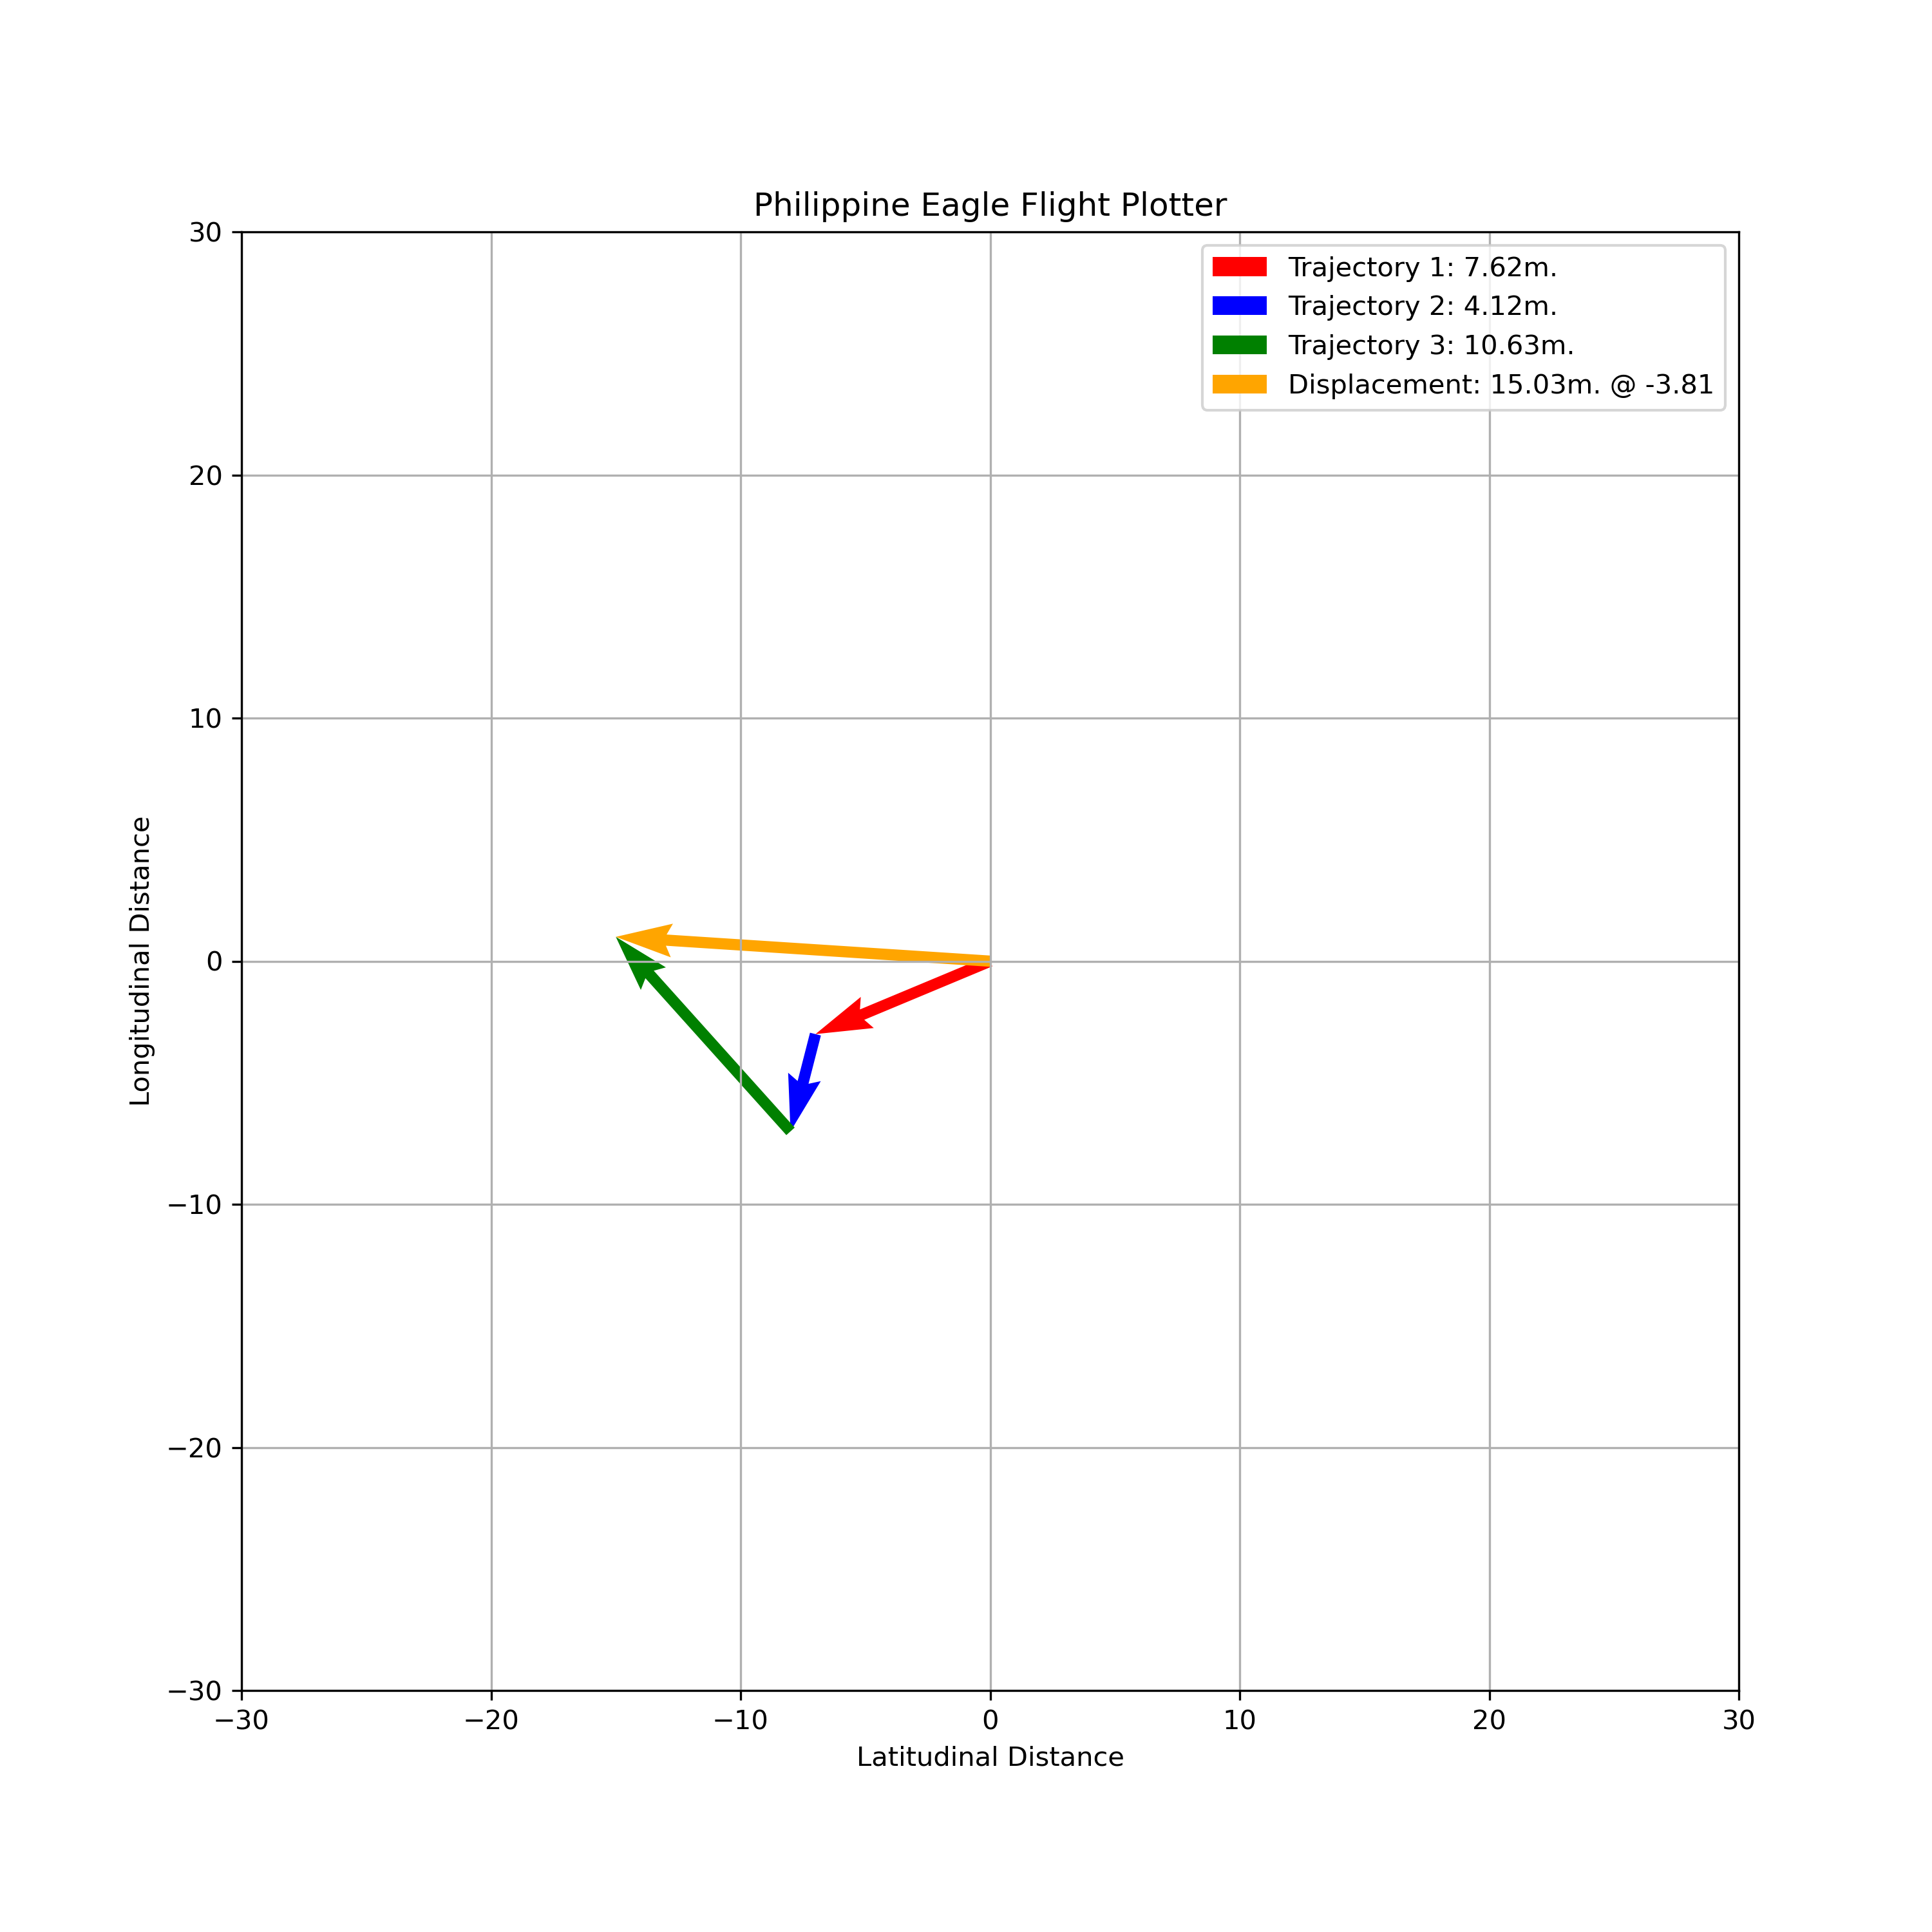 Philippine Eagle Flight Plotter
Trajectory 1: 7.62m.
Trajectory 2: 4.12m.
Trajectory 3: 10.63m.
Displacement: 15.03m. @ -3.81
30
20
10
0
−10
−20
−30
Longitudinal Distance
−30 −20 −10 0 10 20 30
Latitudinal Distance